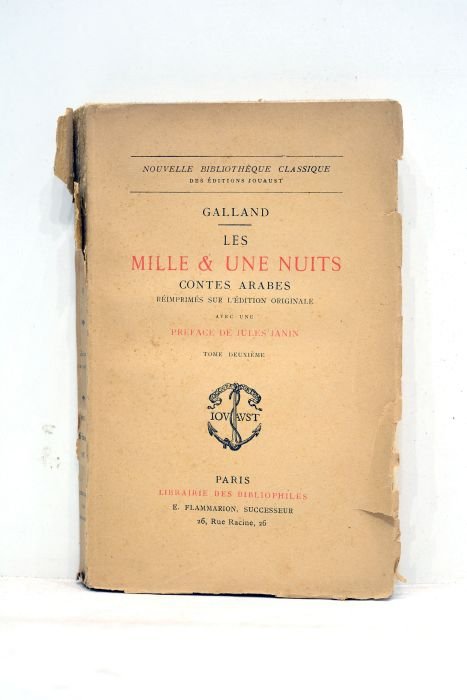 NOUVELLE BIBLIOTHÈQUE CLASSIQUE
DES ÉDITIONS JOUAUST
GALLAND
LES
MILLE & UNE NUITS
CONTES ARABES
RÉIMPRIMÉS SUR L'ÉDITION ORIGINALE
AVEC UNE
PRÉFACE DE JULES JANIN
TOME DEUXIÈME
IOVAVST
PARIS
LIBRAIRIE DES BIBLIOPHILES
E. FLAMMARION, SUCCESSEUR
26, Rue Racine, 26